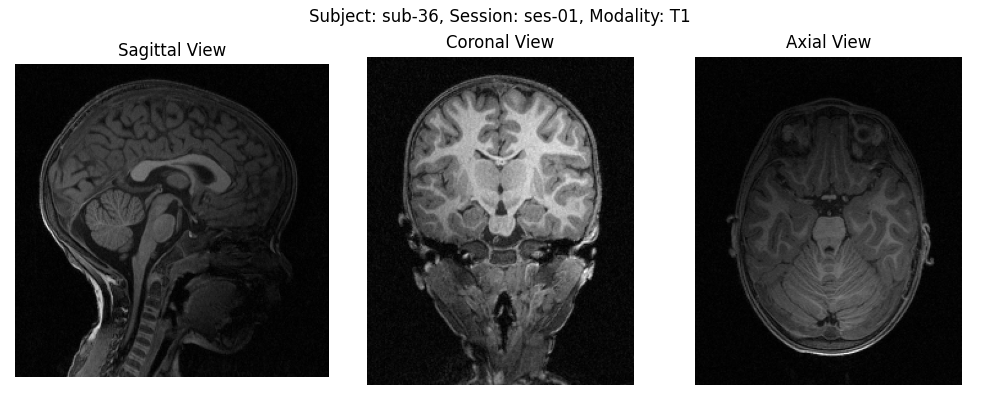 Subject: sub-36, Session: ses-01, Modality: T1
Sagittal View
Coronal View
Axial View